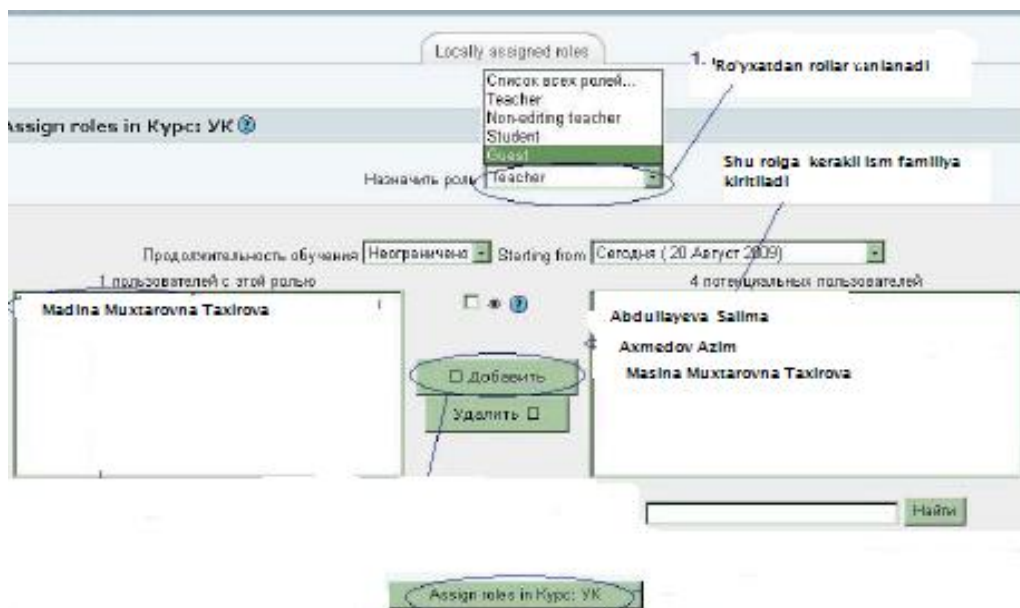 Locally assigned roles
1. 'Ro'yxatdan rollar tanlanadi
Список всех ролей...
Teacher
Non-editing teacher
Student
Guest
Assign roles in Курс: УК
Назначить роль Teacher
Shu rolga kerakli ism familiya
kiritiladi
Продолжительность обучения Неограничено Starting from Сегодня ( 20 Август 2009)
1 пользователей с этой ролью
4 потенциальных пользователей
Madina Muxtarovna Taxirova
Abdullayeva Salima
Axmedov Azim
Masina Muxtarovna Taxirova
Добавить
Удалить
Найти
Assign roles in Курс: УК